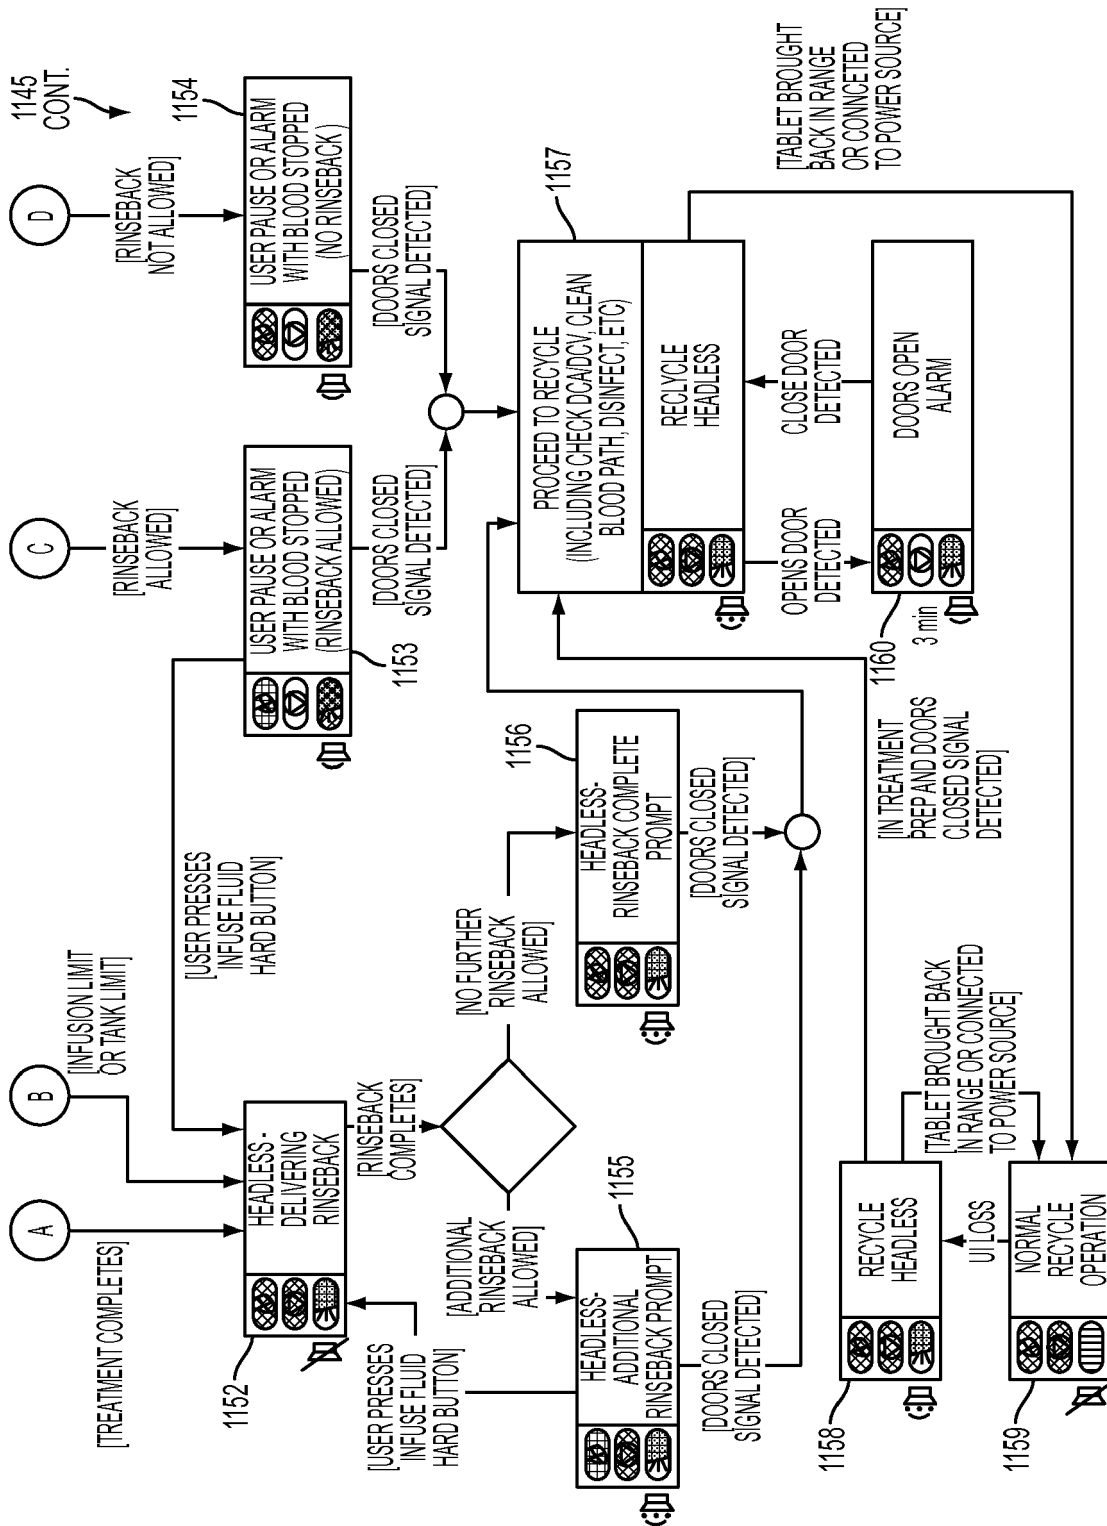 1145
CONT.
A
B
C
D
[TREATMENT COMPLETES]
[INFUSION LIMIT
OR TANK LIMIT]
[RINSEBACK
ALLOWED]
[RINSEBACK
NOT ALLOWED]
1152
HEADLESS -
DELIVERING
RINSEBACK
[USER PRESSES
INFUSE FLUID
HARD BUTTON]
1153
USER PAUSE OR ALARM
WITH BLOOD STOPPED
(RINSEBACK ALLOWED)
1154
USER PAUSE OR ALARM
WITH BLOOD STOPPED
(NO RINSEBACK)
[USER PRESSES
INFUSE FLUID
HARD BUTTON]
[RINSEBACK
COMPLETES]
[DOORS CLOSED
SIGNAL DETECTED]
[DOORS CLOSED
SIGNAL DETECTED]
[ADDITIONAL
RINSEBACK
ALLOWED]
[NO FURTHER
RINSEBACK
ALLOWED]
1155
HEADLESS-
ADDITIONAL
RINSEBACK PROMPT
1156
HEADLESS-
RINSEBACK COMPLETE
PROMPT
1157
PROCEED TO RECYCLE
(INCLUDING CHECK DCA/DCV, CLEAN
BLOOD PATH, DISINFECT, ETC)
RECLYCLE
HEADLESS
[DOORS CLOSED
SIGNAL DETECTED]
[DOORS CLOSED
SIGNAL DETECTED]
OPENS DOOR
DETECTED
CLOSE DOOR
DETECTED
[TABLET BROUGHT
BACK IN RANGE
OR CONNCETED
TO POWER SOURCE]
1158
RECYCLE
HEADLESS
[TABLET BROUGHT BACK
IN RANGE OR CONNECTED
TO POWER SOURCE]
[IN TREATMENT
PREP AND DOORS
CLOSED SIGNAL
DETECTED]
1160
3 min
DOORS OPEN
ALARM
UI LOSS
1159
NORMAL
RECYCLE
OPERATION